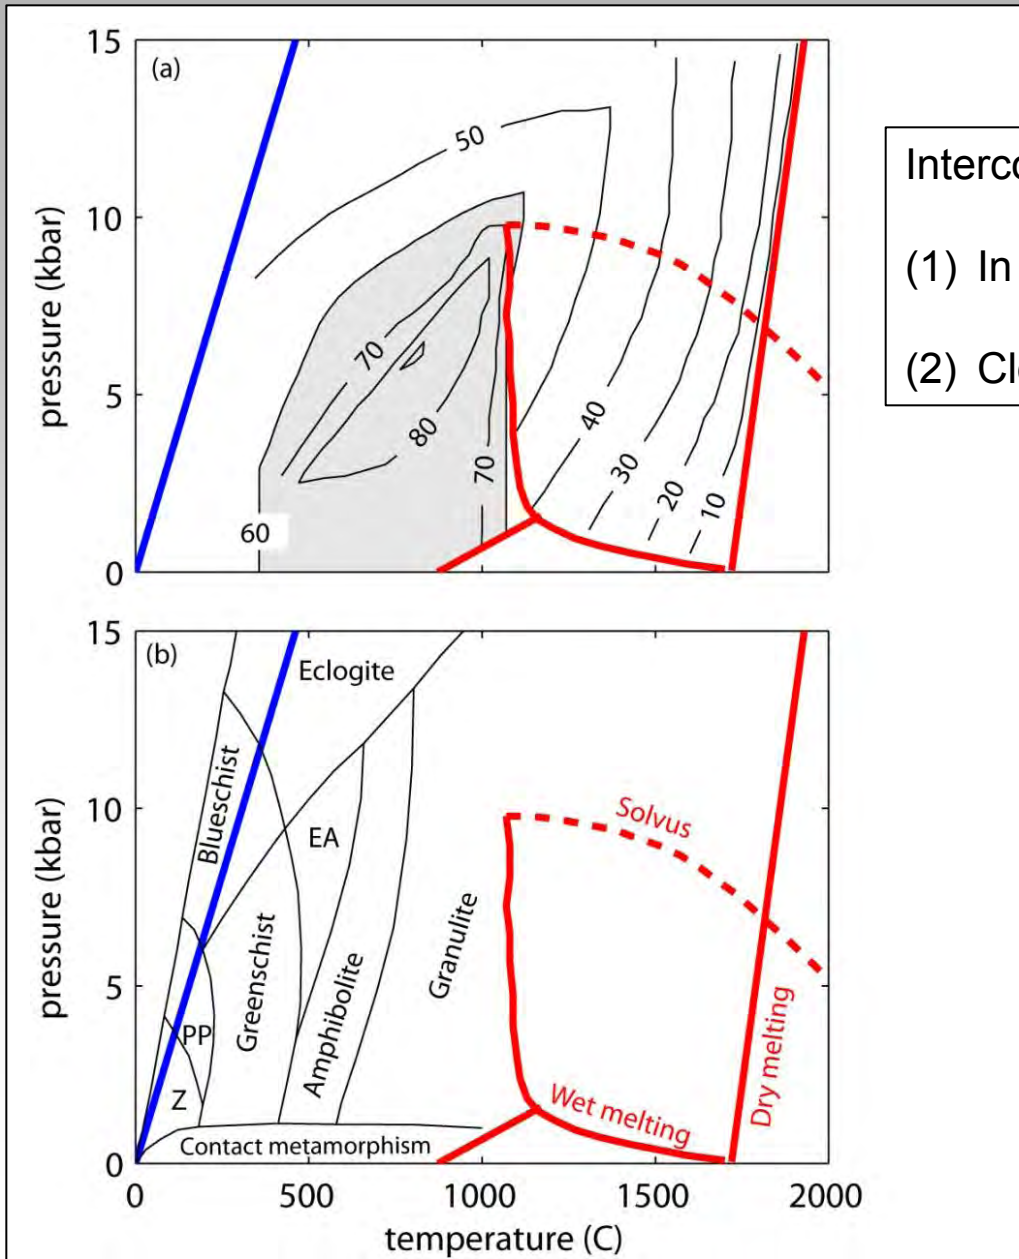 15
(a)
50
10
pressure (kbar)
70
5
40
80
30
70
20
10
60
0
Interco
(1) In
(2) Cl
15
(b)
Eclogite
Blueschist
10
Solvus
EA
pressure (kbar)
Greenschist
Granulite
5
Amphibolite
PP
Dry melting
Z
Wet melting
Contact metamorphism
0
0 500 1000 1500 2000
temperature (C)